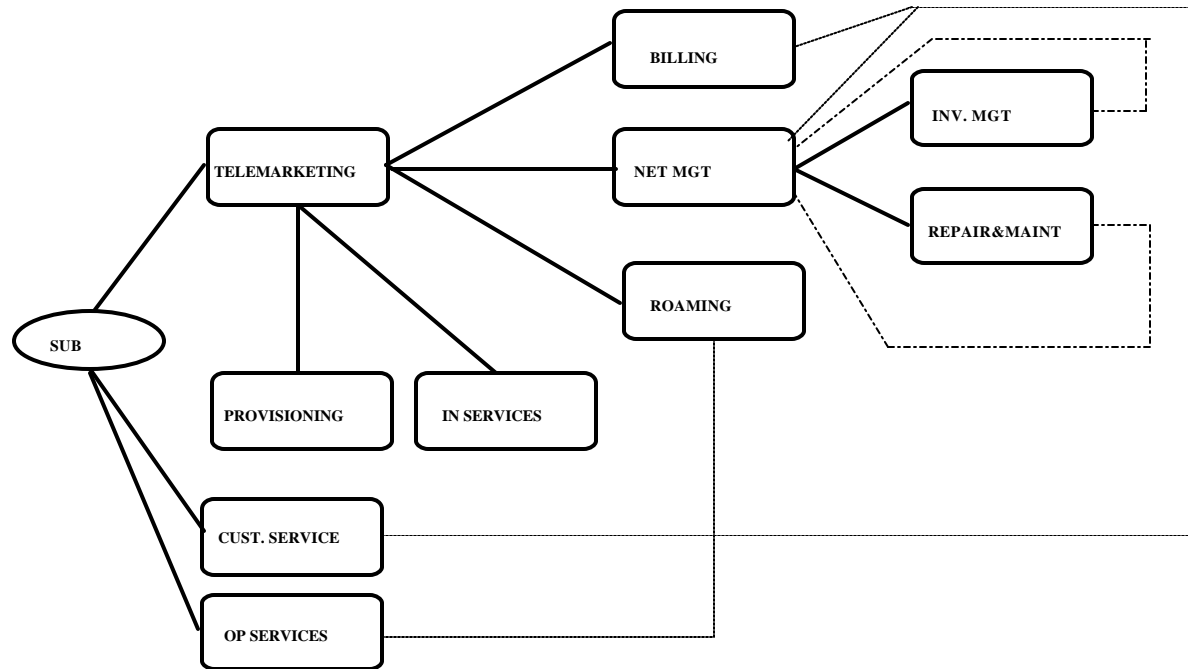 BILLING
INV. MGT
TELEMARKETING
NET MGT
REPAIR&MAINT
ROAMING
SUB
PROVISIONING
IN SERVICES
CUST. SERVICE
OP SERVICES